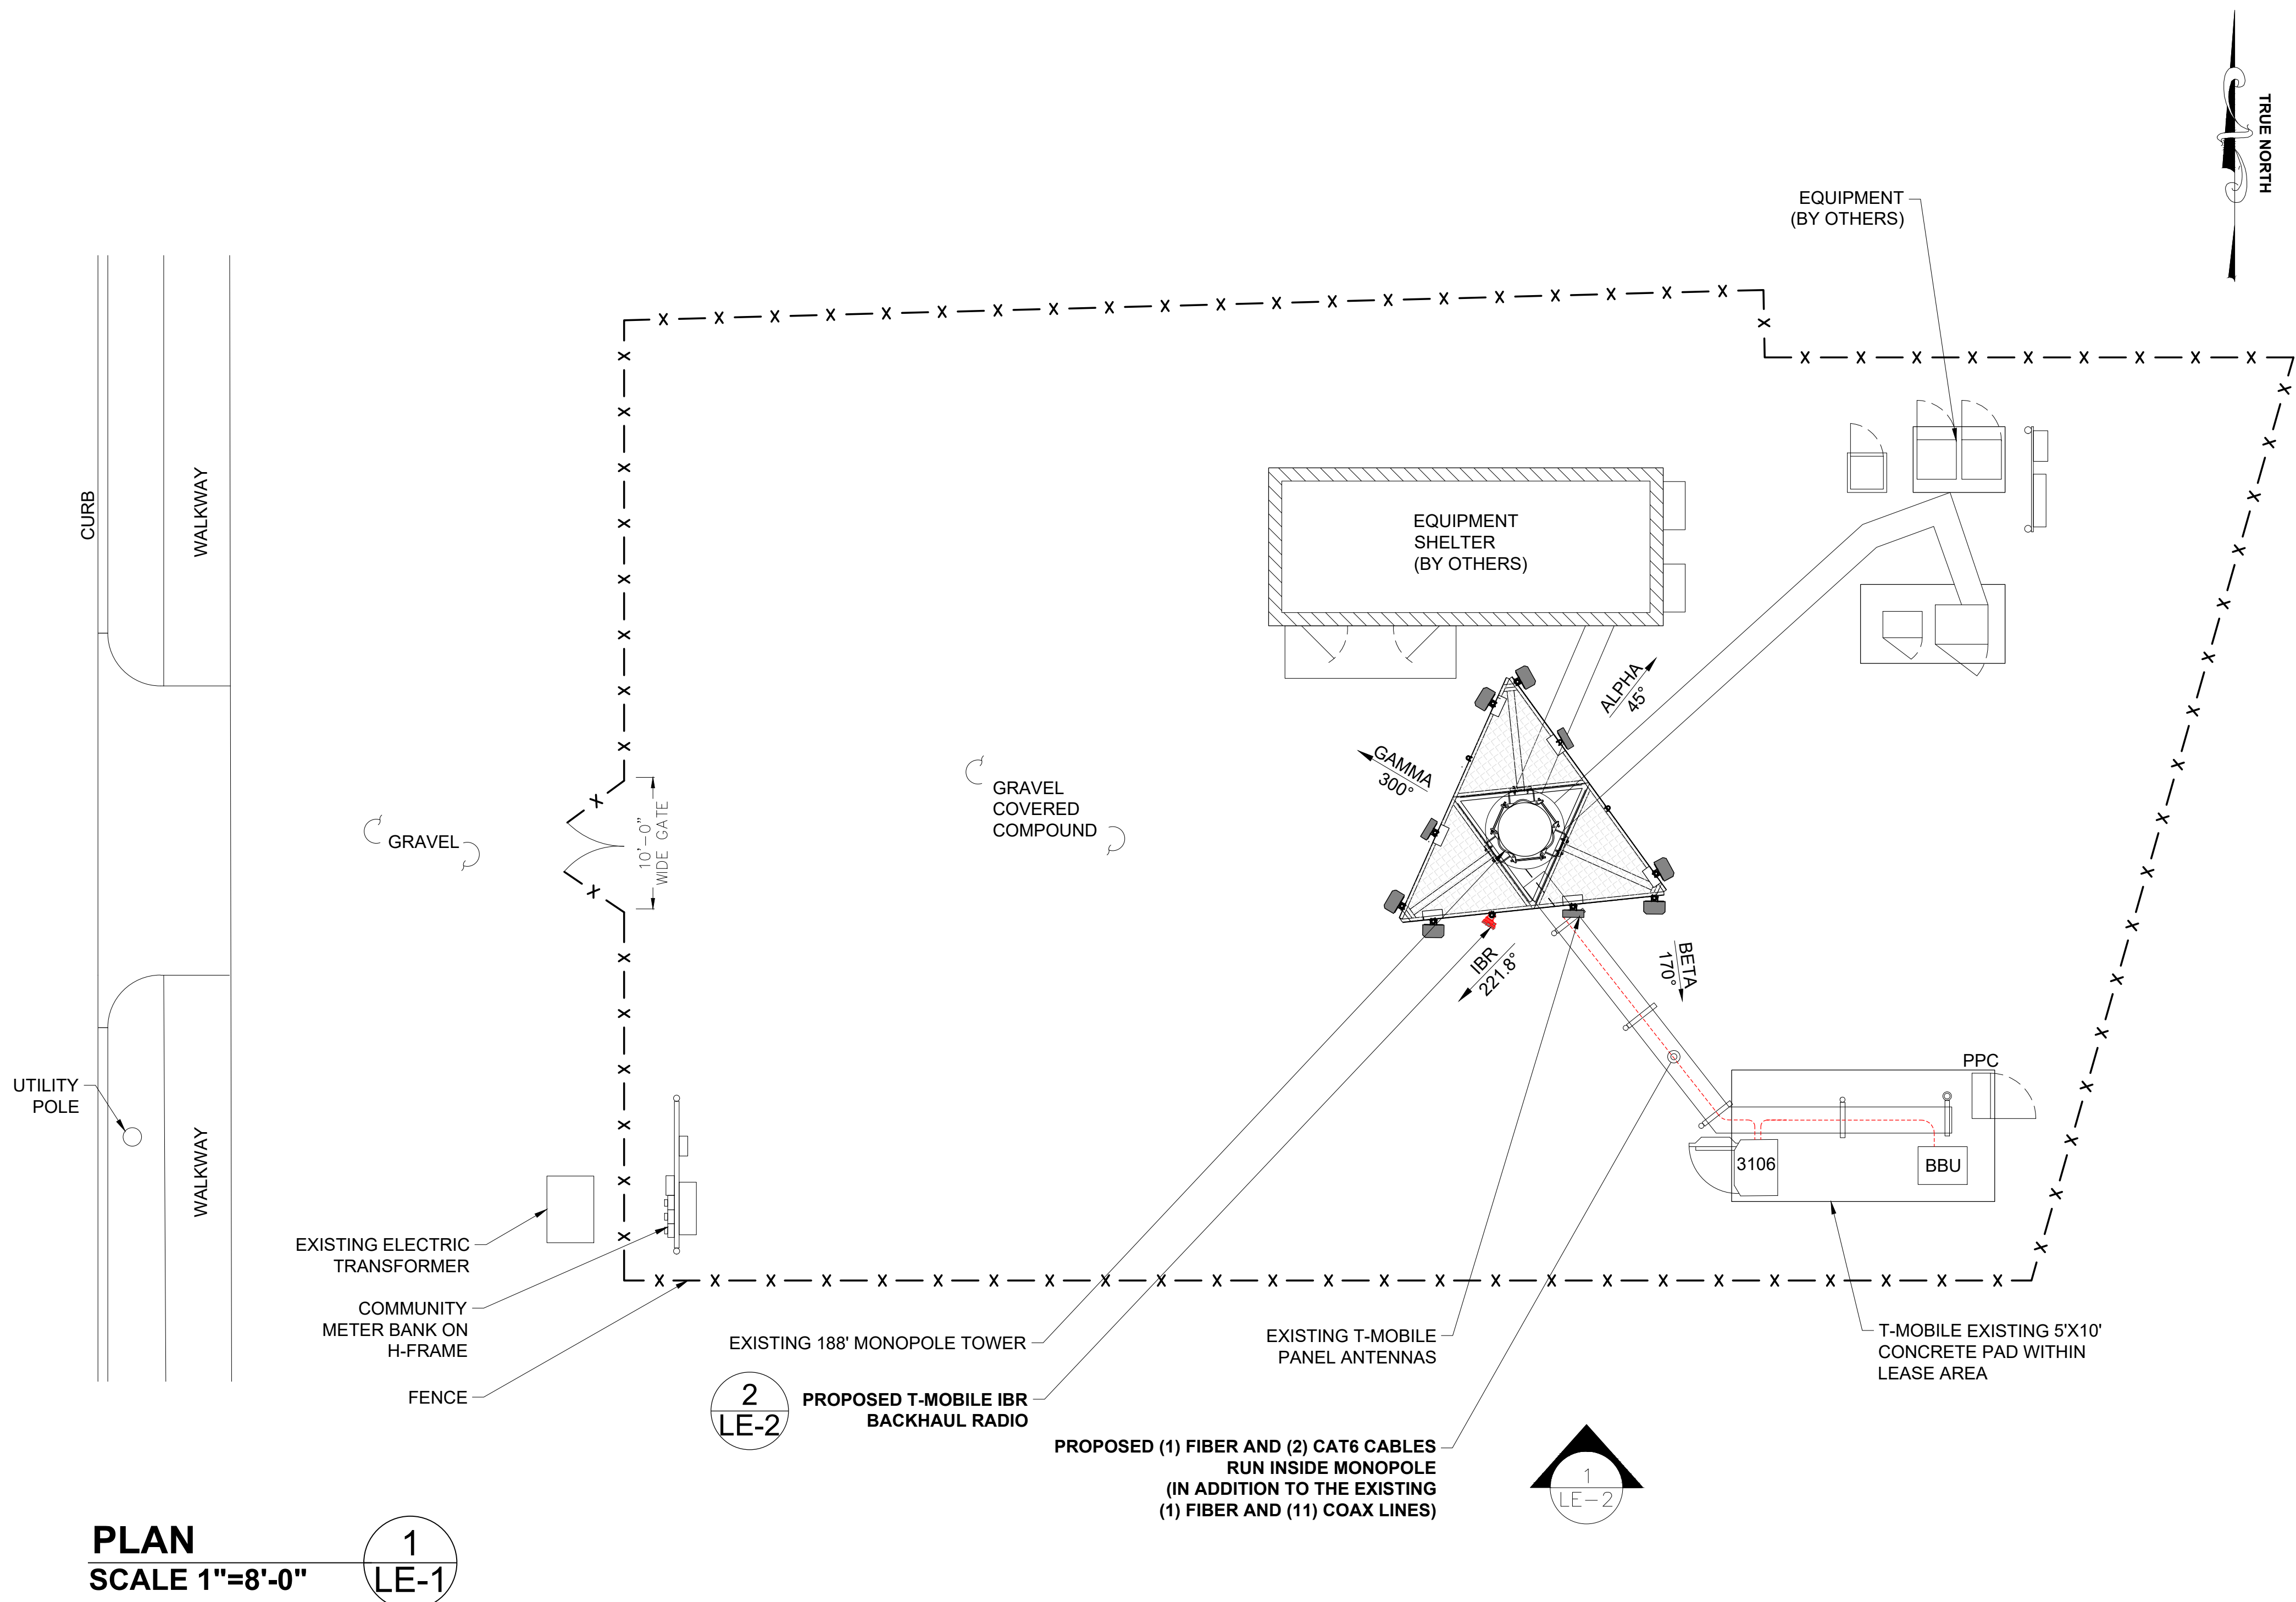 TRUE NORTH
EQUIPMENT
(BY OTHERS)
CURB
WALKWAY
EQUIPMENT
SHELTER
(BY OTHERS)
ALPHA
45°
GAMMA
300°
GRAVEL
COVERED
COMPOUND
GRAVEL
10'-0"
WIDE GATE
IBR
221.8°
BETA
170°
PPC
3106
BBU
UTILITY
POLE
WALKWAY
EXISTING ELECTRIC
TRANSFORMER
COMMUNITY
METER BANK ON
H-FRAME
FENCE
EXISTING 188' MONOPOLE TOWER
2
LE-2
PROPOSED T-MOBILE IBR
BACKHAUL RADIO
EXISTING T-MOBILE
PANEL ANTENNAS
T-MOBILE EXISTING 5'X10'
CONCRETE PAD WITHIN
LEASE AREA
PROPOSED (1) FIBER AND (2) CAT6 CABLES
RUN INSIDE MONOPOLE
(IN ADDITION TO THE EXISTING
(1) FIBER AND (11) COAX LINES)
1
LE-2
PLAN
SCALE 1"=8'-0"
1
LE-1